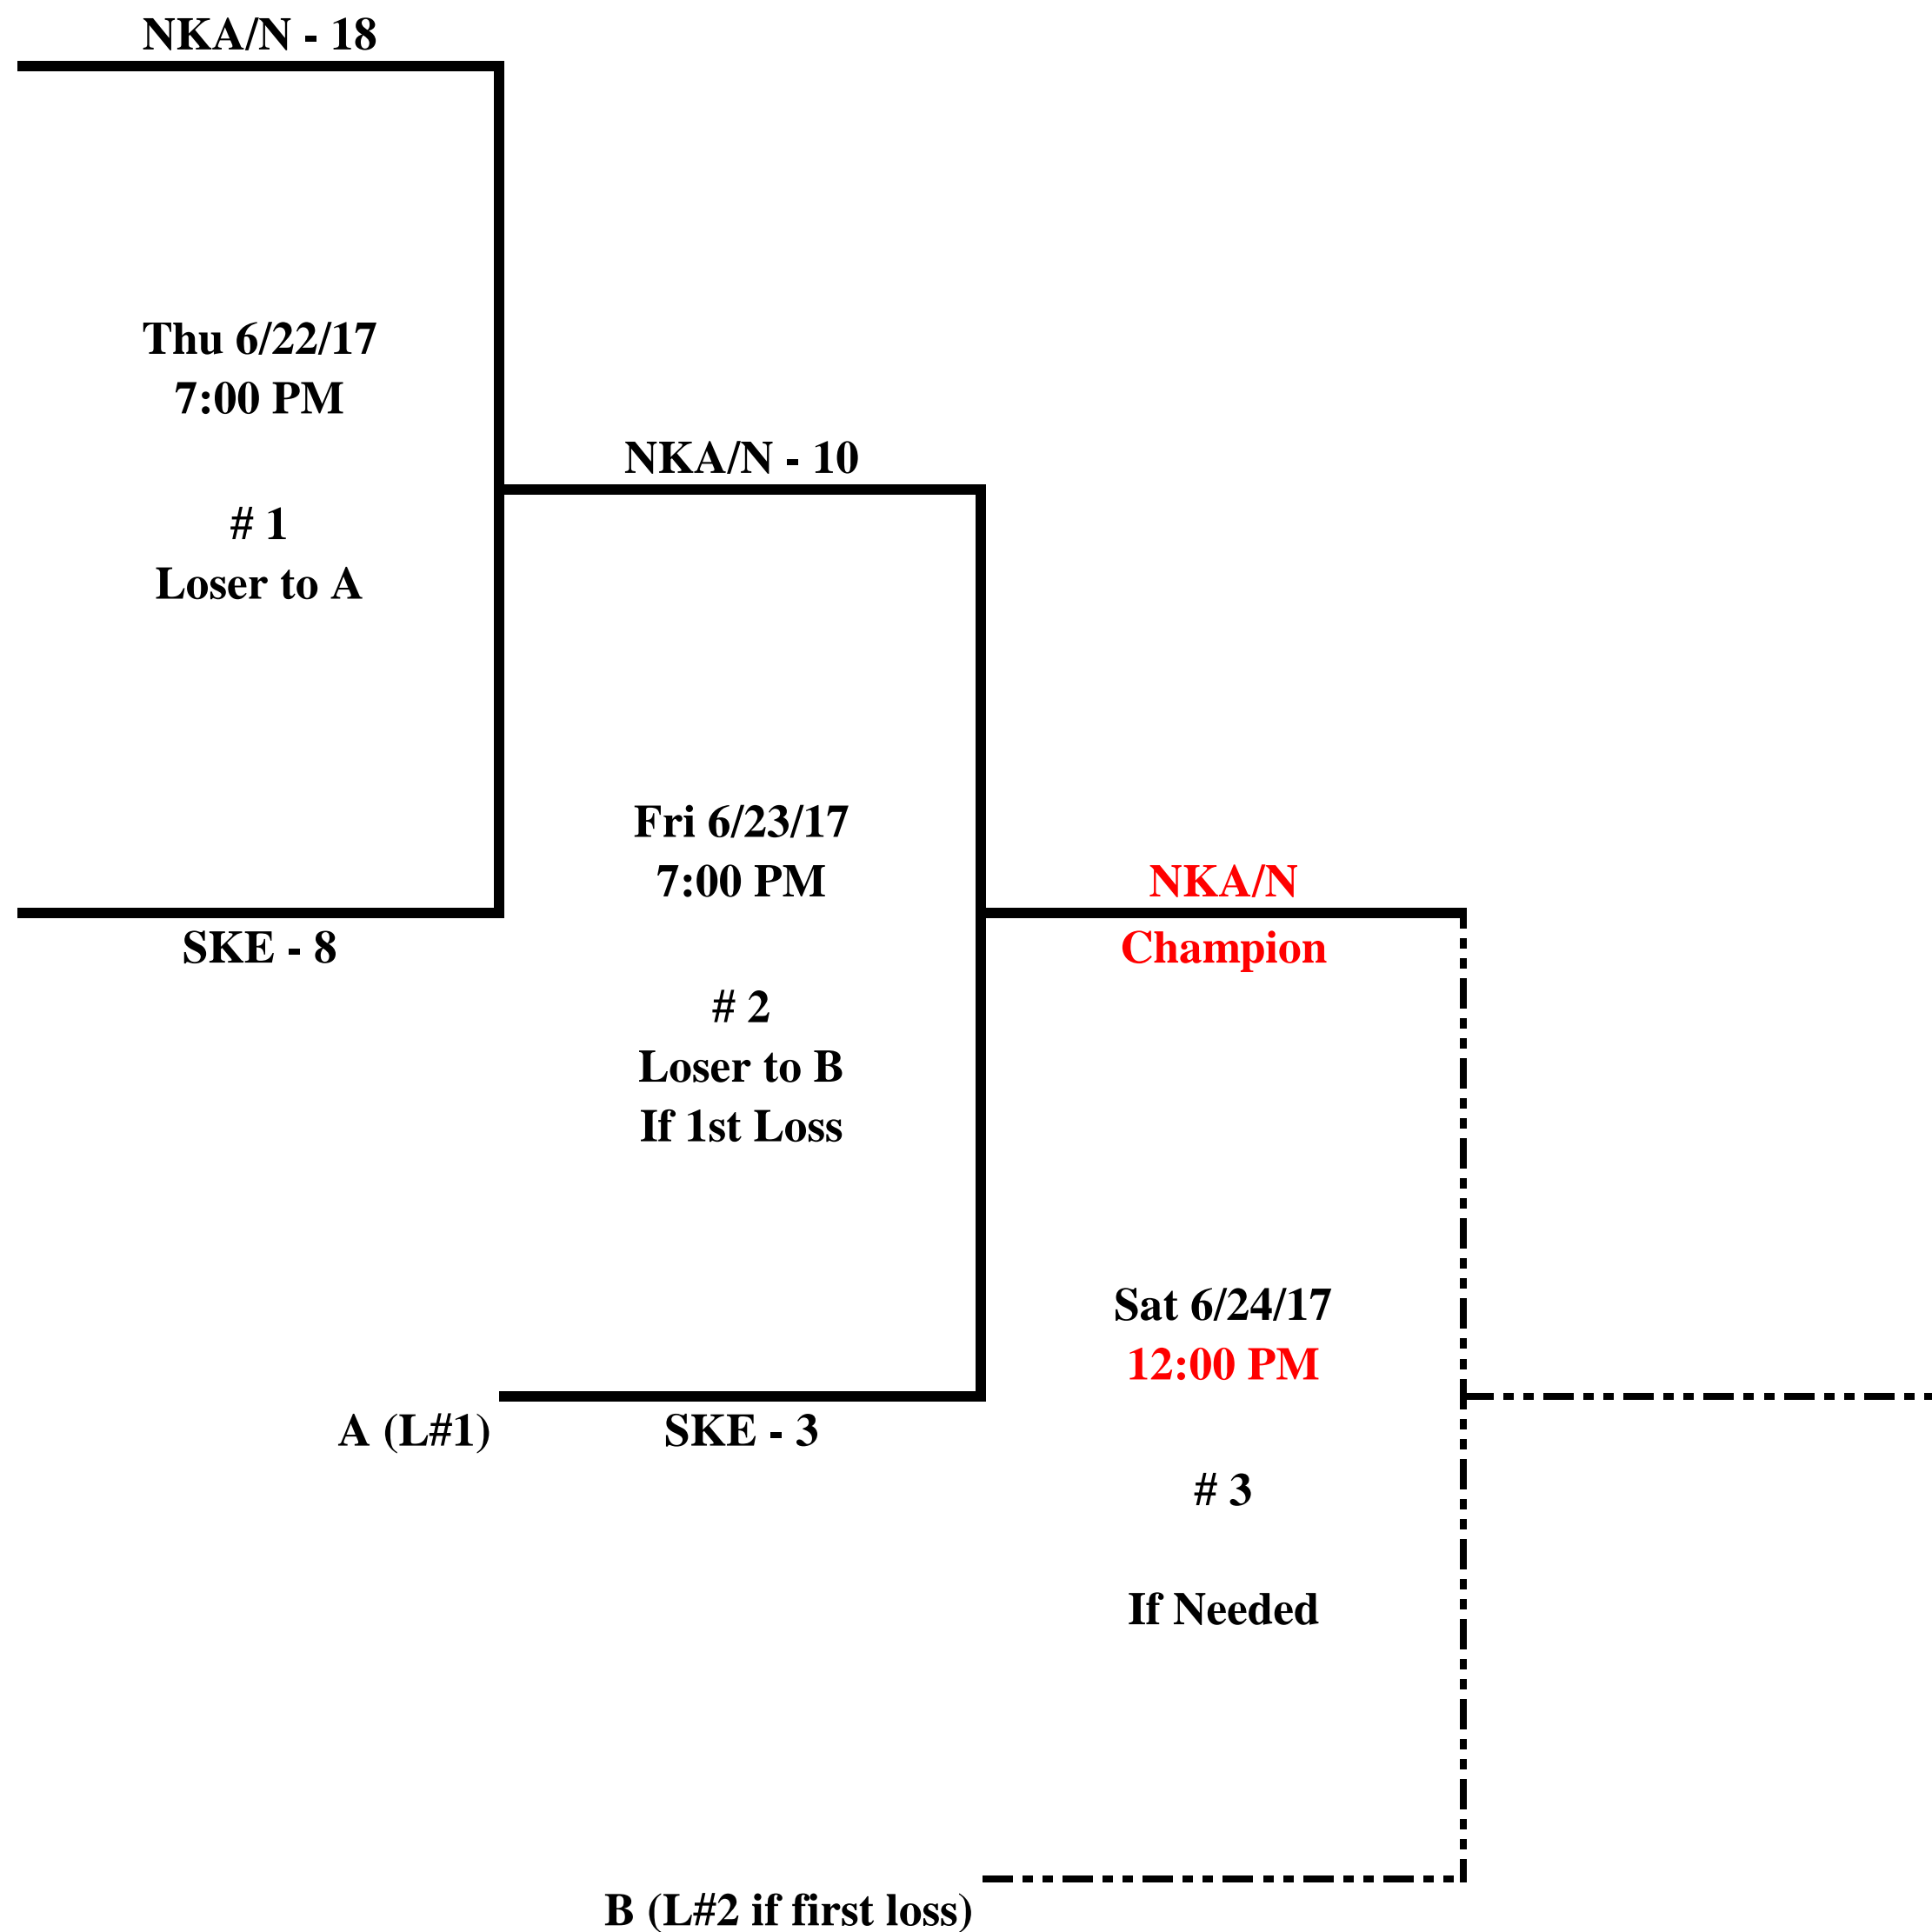 NKA/N - 18
Thu 6/22/17
7:00 PM
# 1
Loser to A
SKE - 8
NKA/N - 10
Fri 6/23/17
7:00 PM
# 2
Loser to B
If 1st Loss
A (L#1)
SKE - 3
NKA/N
Champion
Sat 6/24/17
12:00 PM
# 3
If Needed
B (L#2 if first loss)